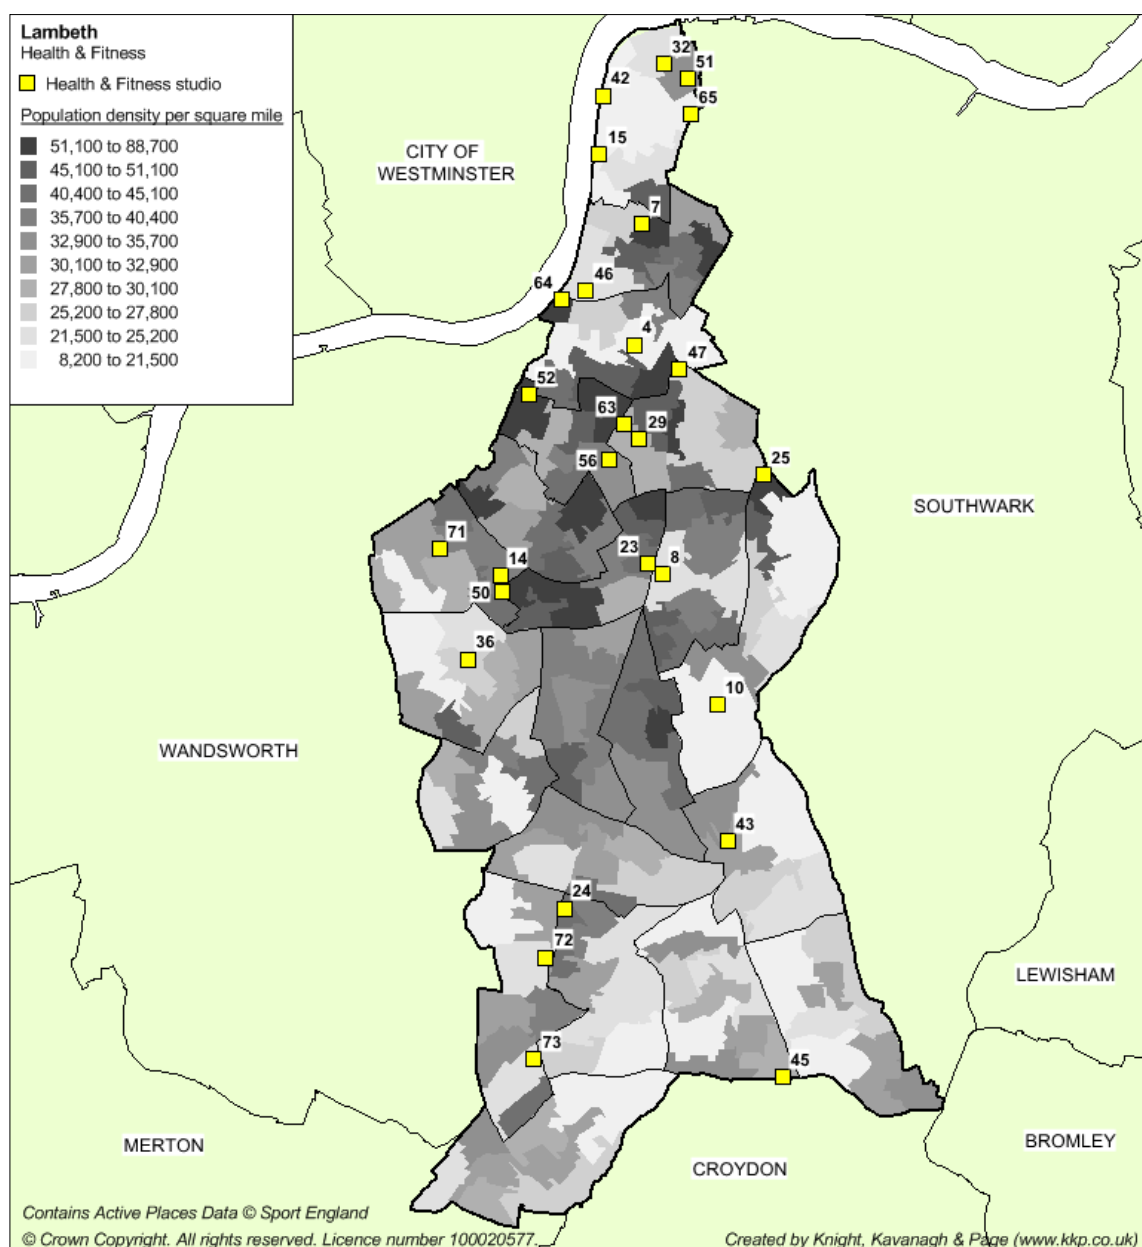 Lambeth
Health & Fitness
Health & Fitness studio
Population density per square mile
51,100 to 88,700
45,100 to 51,100
40,400 to 45,100
35,700 to 40,400
32,900 to 35,700
30,100 to 32,900
27,800 to 30,100
25,200 to 27,800
21,500 to 25,200
8,200 to 21,500
32
51
42
65
15
CITY OF
WESTMINSTER
7
46
64
4
47
52
63
29
56
25
SOUTHWARK
71
14
23
8
50
36
10
WANDSWORTH
43
24
72
LEWISHAM
73
45
MERTON
CROYDON
BROMLEY
Contains Active Places Data © Sport England
© Crown Copyright. All rights reserved. Licence number 100020577.
Created by Knight, Kavanagh & Page (www.kkp.co.uk)